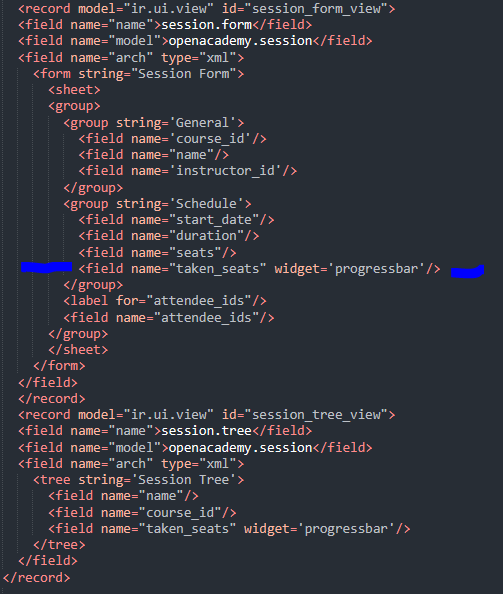 <record model="ir.ui.view" id="session_form_view">
<field name="name">session.form</field>
<field name="model">openacademy.session</field>
<field name="arch" type="xml">
<form string="Session Form">
<sheet>
<group>
<group string='General'>
<field name='course_id'/>
<field name="name"/>
<field name='instructor_id'/>
</group>
<group string='Schedule'>
<field name="start_date"/>
<field name="duration"/>
<field name="seats"/>
<field name="taken_seats" widget='progressbar'/>
</group>
<label for="attendee_ids"/>
<field name="attendee_ids"/>
</group>
</sheet>
</form>
</field>
</record>
<record model="ir.ui.view" id="session_tree_view">
<field name="name">session.tree</field>
<field name="model">openacademy.session</field>
<field name="arch" type="xml">
<tree string='Session Tree'>
<field name="name"/>
<field name="course_id"/>
<field name="taken_seats" widget='progressbar'/>
</tree>
</field>
</record>